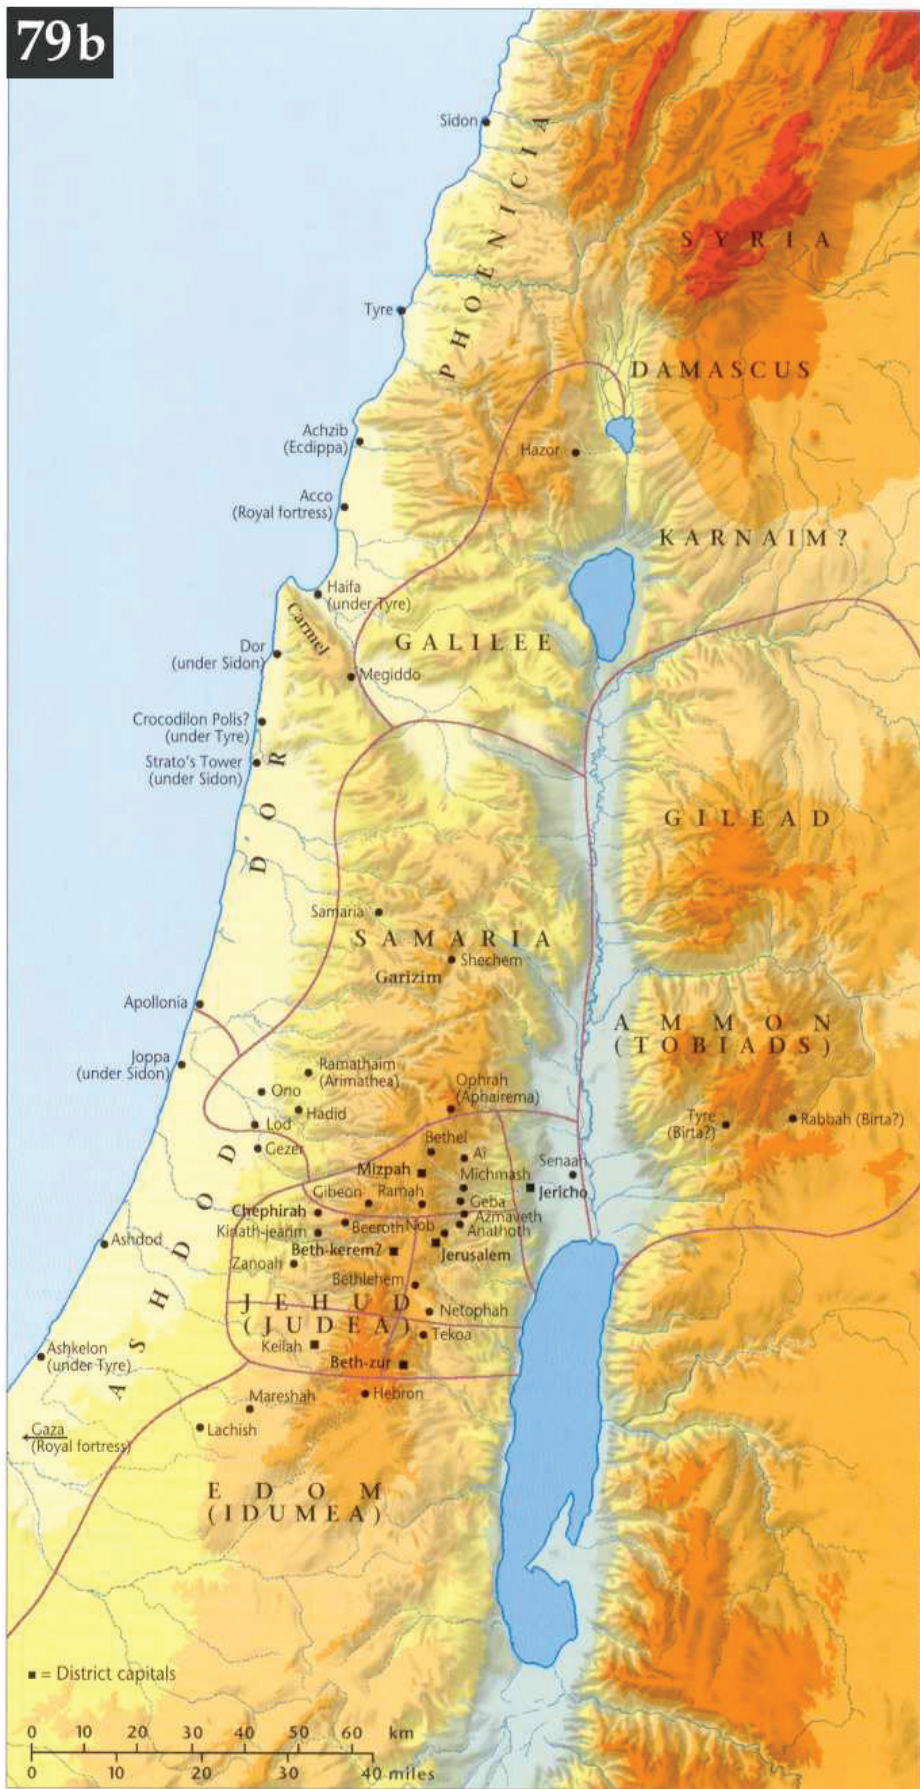 79b
Sidon
PHOENICIA
SYRIA
Tyre
DAMASCUS
Achzib
(Ecdippa)
Hazor
Acco
(Royal fortress)
KARNAIM?
Haifa
(under Tyre)
Carmel
GALILEE
Dor
(under Sidon)
Megiddo
Crocodilon Polis?
(under Tyre)
Strato's Tower
(under Sidon)
D'OR
GILEAD
Samaria
SAMARIA
Shechem
Garizim
Apollonia
AMMON
(TOBIADS)
Joppa
(under Sidon)
Ramathaim
(Arimathea)
Ono
Ophrah
(Aphairema)
Hadid
Lod
Tyre
(Birta?)
Rabbah (Birta?)
Gezer
Bethel
Ai
Mizpah
Michmash
Senaah
Jericho
Gibeon
Ramah
Geba
Chephirah
Azmaveth
Beeroth
Nob
Anathoth
Kiriath-jearim
Ashdod
Beth-kerem?
Jerusalem
Zanoah
Bethlehem
ASHDOD
JEHUD
(JUDEA)
Netophah
Tekoa
Keilah
Ashkelon
(under Tyre)
Beth-zur
Hebron
Mareshah
Lachish
Gaza
(Royal fortress)
EDOM
(IDUMEA)
■ = District capitals
0 10 20 30 40 50 60 km
0 10 20 30 40 miles